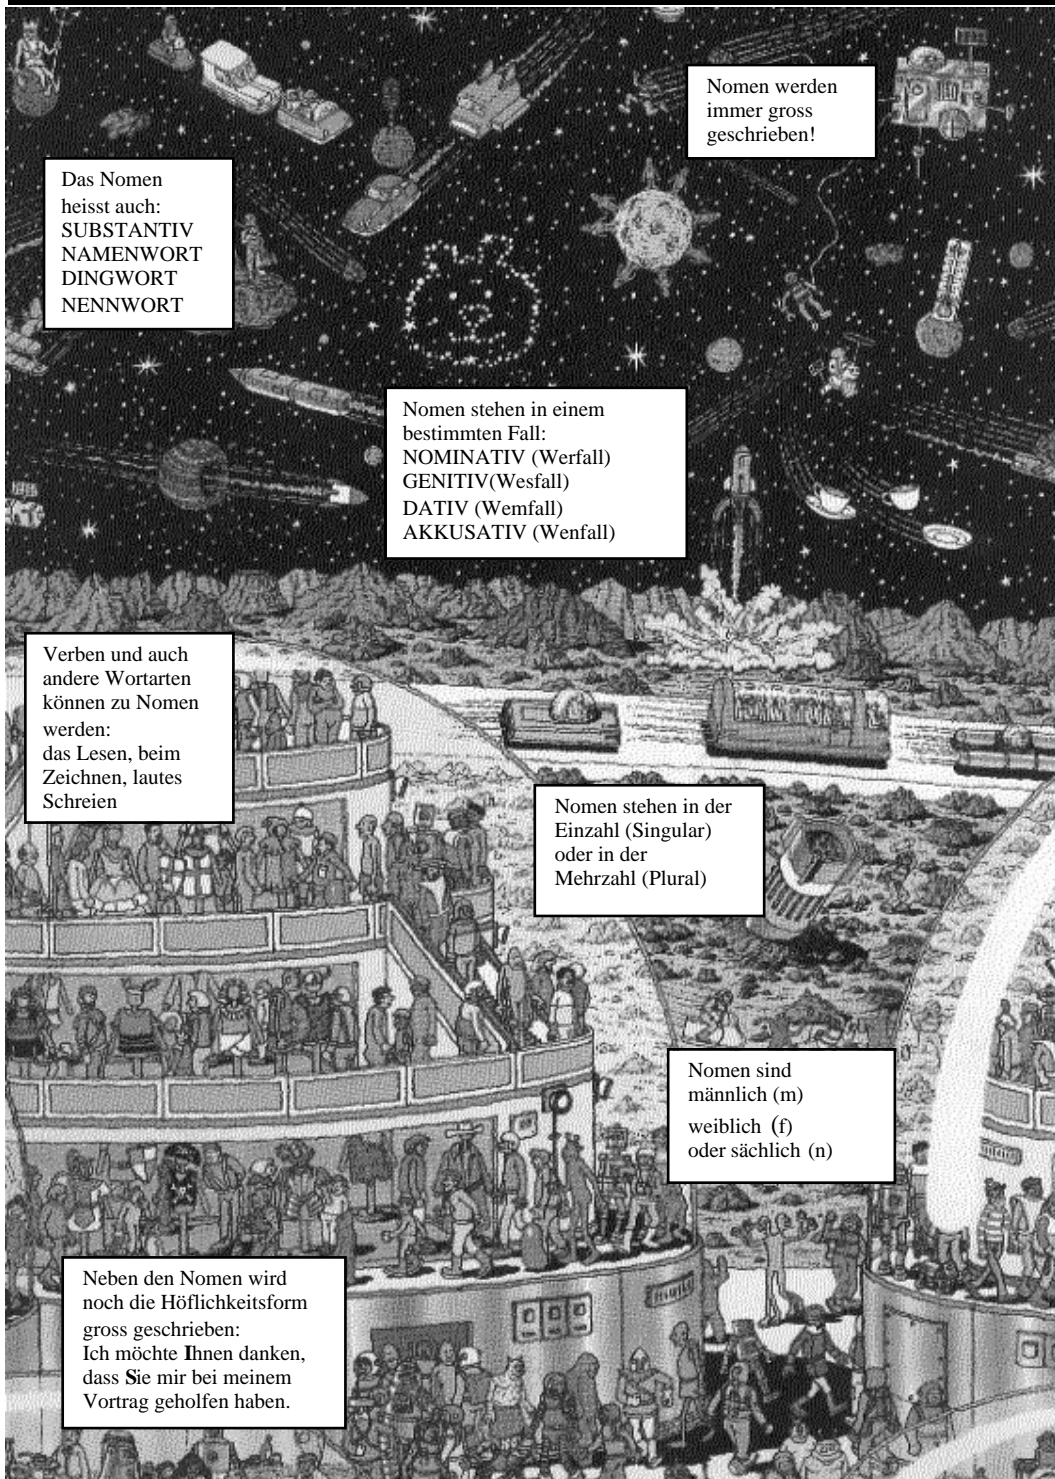 Nomen werden
immer gross
geschrieben!
Das Nomen
heisst auch:
SUBSTANTIV
NAMENWORT
DINGWORT
NENNWORT
Nomen stehen in einem
bestimmten Fall:
NOMINATIV (Werfall)
GENITIV(Wesfall)
DATIV (Wemfall)
AKKUSATIV (Wenfall)
Verben und auch
andere Wortarten
können zu Nomen
werden:
das Lesen, beim
Zeichnen, lautes
Schreien
Nomen stehen in der
Einzahl (Singular)
oder in der
Mehrzahl (Plural)
Nomen sind
männlich (m)
weiblich (f)
oder sächlich (n)
Neben den Nomen wird
noch die Höflichkeitsform
gross geschrieben:
Ich möchte Ihnen danken,
dass Sie mir bei meinem
Vortrag geholfen haben.